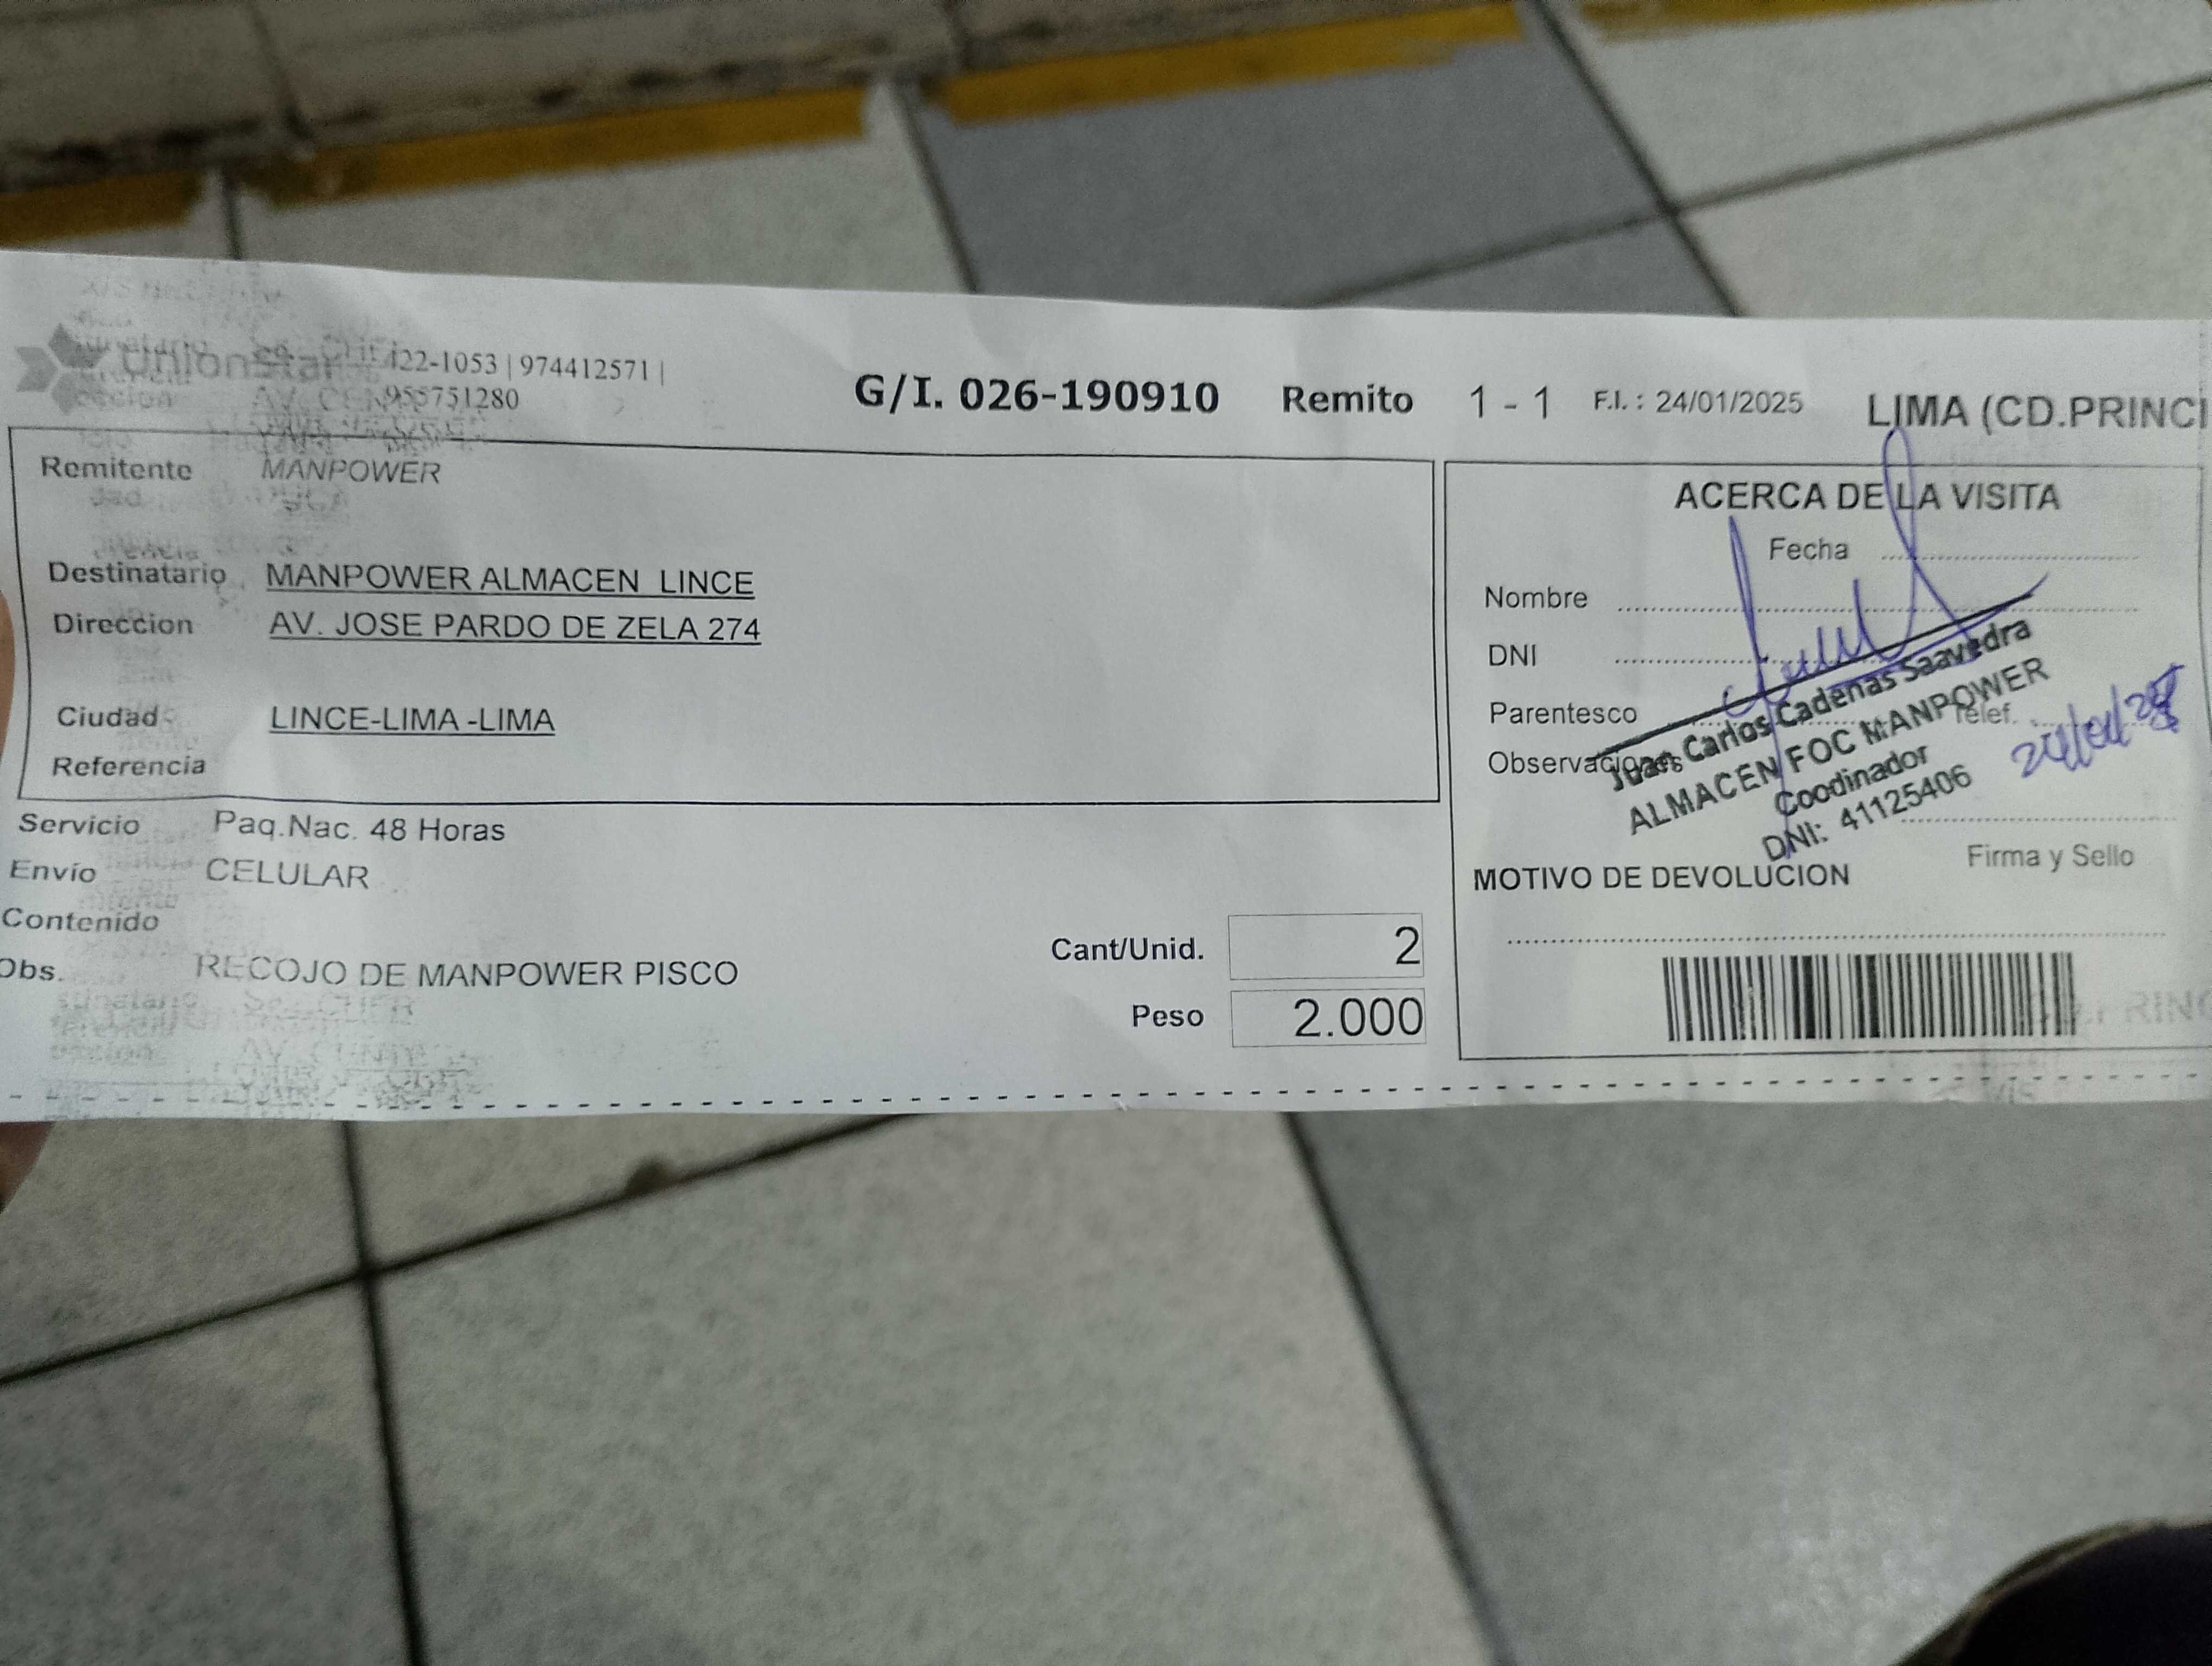 UnionStar 422-1053 | 974412571 |
955751280
G/I. 026-190910 Remito 1 - 1 F.I. : 24/01/2025 LIMA (CD.PRINCI
Remitente MANPOWER
Destinatario MANPOWER ALMACEN LINCE
Direccion AV. JOSE PARDO DE ZELA 274
Ciudad LINCE-LIMA -LIMA
Referencia
Servicio Paq.Nac. 48 Horas
Envío CELULAR
Contenido
Obs. RECOJO DE MANPOWER PISCO
Cant/Unid. 2
Peso 2.000
ACERCA DE LA VISITA
Fecha
Nombre
DNI
Parentesco Telef.
Observaciones
Juan Carlos Cadenas Saavedra
ALMACEN FOC MANPOWER
Coodinador
DNI: 41125406
Firma y Sello
MOTIVO DE DEVOLUCION